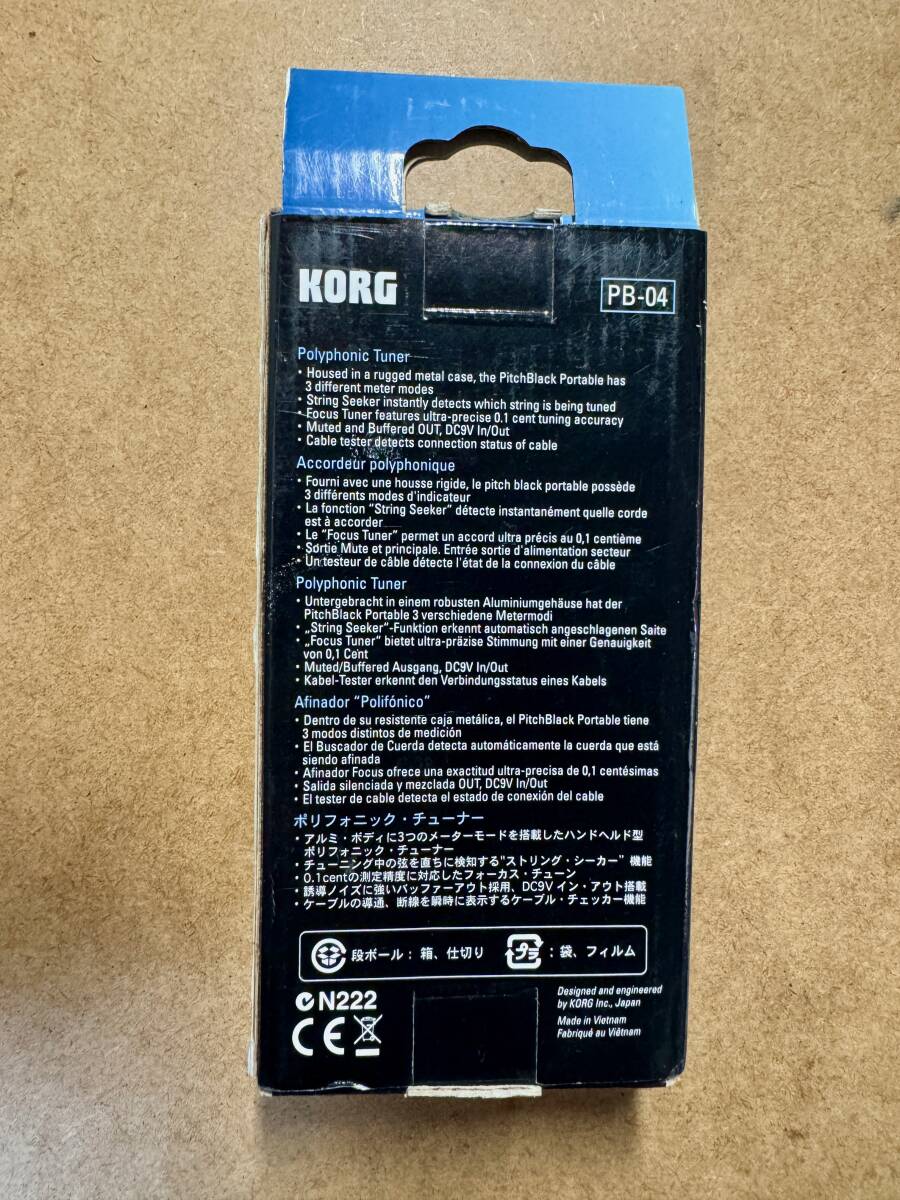 KORG
PB-04
Polyphonic Tuner
・Housed in a rugged metal case, the PitchBlack Portable has
3 different meter modes
・String Seeker instantly detects which string is being tuned
・Focus Tuner features ultra-precise 0.1 cent tuning accuracy
・Muted and Buffered OUT, DC9V In/Out
・Cable tester detects connection status of cable
Accordeur polyphonique
・Fourni avec une housse rigide, le pitch black portable possède
3 différents modes d'indicateur
・La fonction "String Seeker" détecte instantanément quelle corde
est à accorder
・Le "Focus Tuner" permet un accord ultra précis au 0,1 centième
・Sortie Mute et principale. Entrée sortie d'alimentation secteur
・Un testeur de câble détecte l'état de la connexion du câble
Polyphonic Tuner
・Untergebracht in einem robusten Aluminiumgehäuse hat der
PitchBlack Portable 3 verschiedene Metermodi
・„String Seeker"-Funktion erkennt automatisch angeschlagenen Saite
・„Focus Tuner" bietet ultra-präzise Stimmung mit einer Genauigkeit
von 0,1 Cent
・Muted/Buffered Ausgang, DC9V In/Out
・Kabel-Tester erkennt den Verbindungsstatus eines Kabels
Afinador "Polifónico"
・Dentro de su resistente caja metálica, el PitchBlack Portable tiene
3 modos distintos de medición
・El Buscador de Cuerda detecta automáticamente la cuerda que está
siendo afinada
・Afinador Focus ofrece una exactitud ultra-precisa de 0,1 centésimas
・Salida silenciada y mezclada OUT, DC9V In/Out
・El tester de cable detecta el estado de conexión del cable
ポリフォニック・チューナー
・アルミ・ボディに3つのメーターモードを搭載したハンドヘルド型
ポリフォニック・チューナー
・チューニング中の弦を直ちに検知する"ストリング・シーカー" 機能
・0.1centの測定精度に対応したフォーカス・チューン
・誘導ノイズに強いバッファーアウト採用、DC9V イン・アウト搭載
・ケーブルの導通、断線を瞬時に表示するケーブル・チェッカー機能
段ボール：箱、仕切り プラ：袋、フィルム
N222
CE
Designed and engineered
by KORG Inc., Japan
Made in Vietnam
Fabriqué au Viêtnam